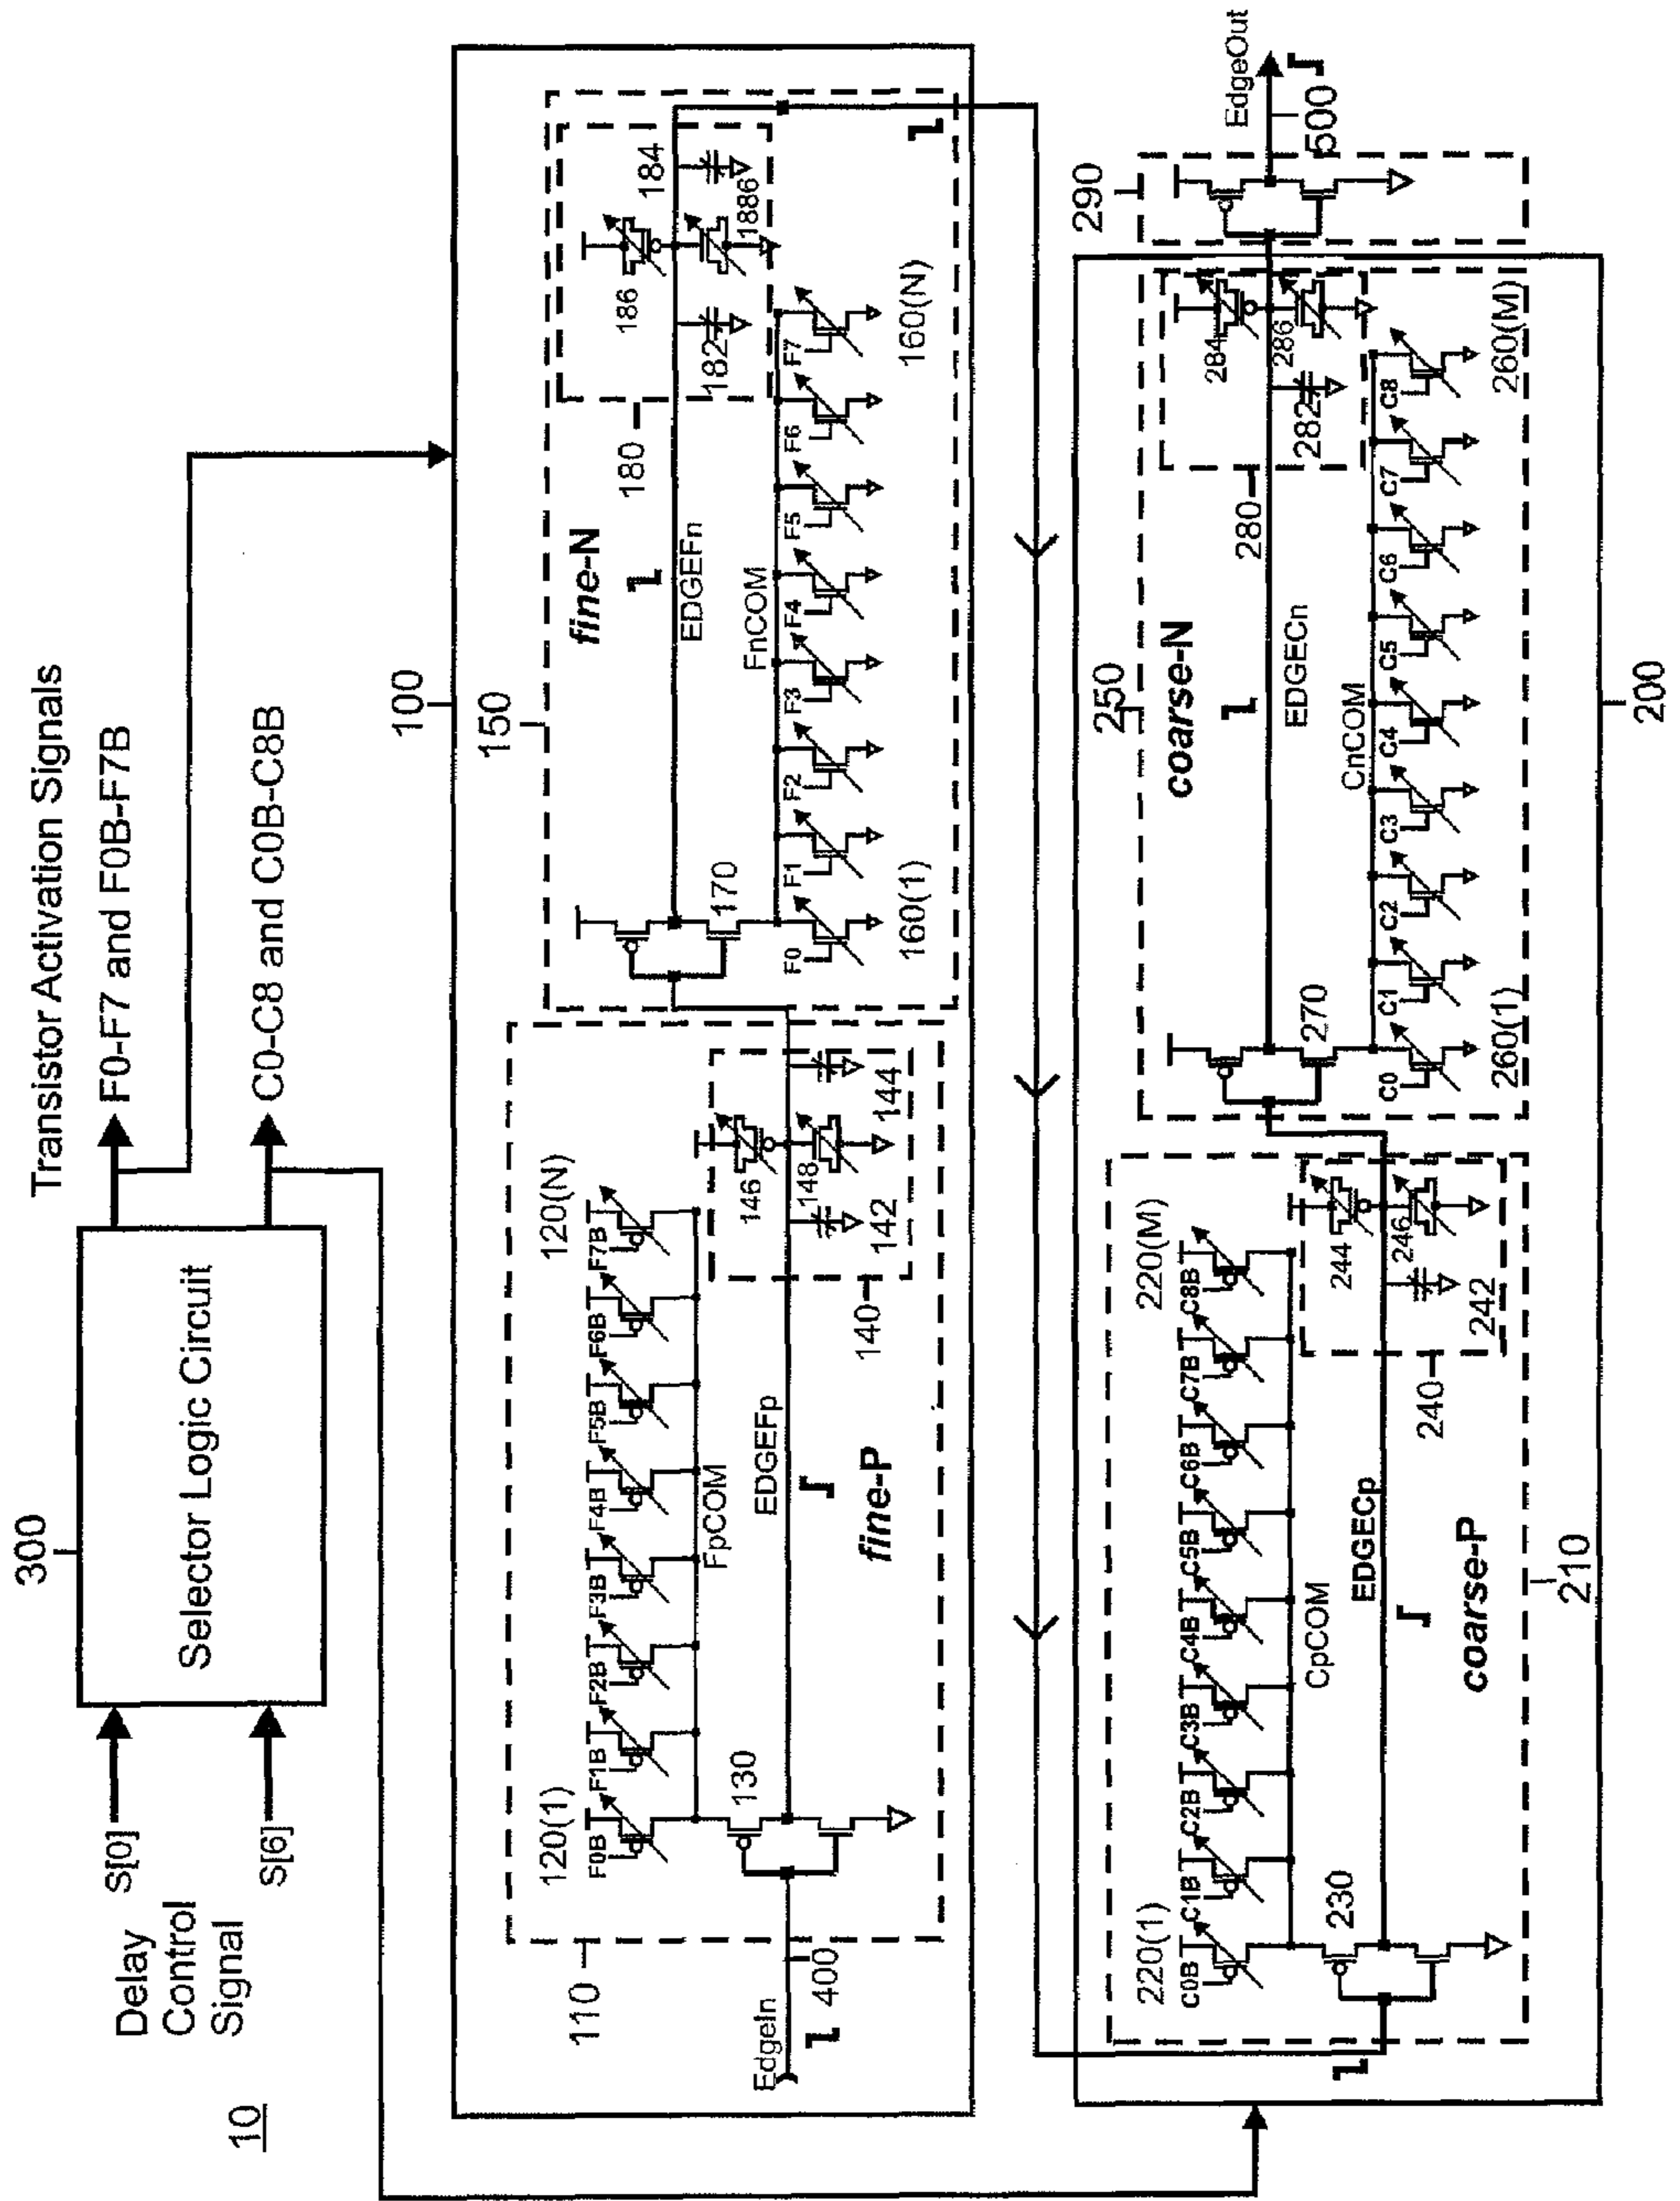 10
Delay
Control
Signal
S[0]
S[6]
300
Selector Logic Circuit
Transistor Activation Signals
F0-F7 and F0B-F7B
C0-C8 and C0B-C8B
100
110
120(1)
120(N)
F0B
F1B
F2B
F3B
F4B
F5B
F6B
F7B
FpCOM
130
EDGEFp
fine-P
EdgeIn
400
140
142
144
146
148
150
fine-N
EDGEFn
FnCOM
170
F0
F1
F2
F3
F4
F5
F6
F7
160(1)
160(N)
180
182
184
186
1886
200
210
220(1)
220(M)
C0B
C1B
C2B
C3B
C4B
C5B
C6B
C7B
C8B
CpCOM
230
EDGECp
coarse-P
240
242
244
246
250
coarse-N
EDGECn
CnCOM
270
C0
C1
C2
C3
C4
C5
C6
C7
C8
260(1)
260(M)
280
282
284
286
290
EdgeOut
500